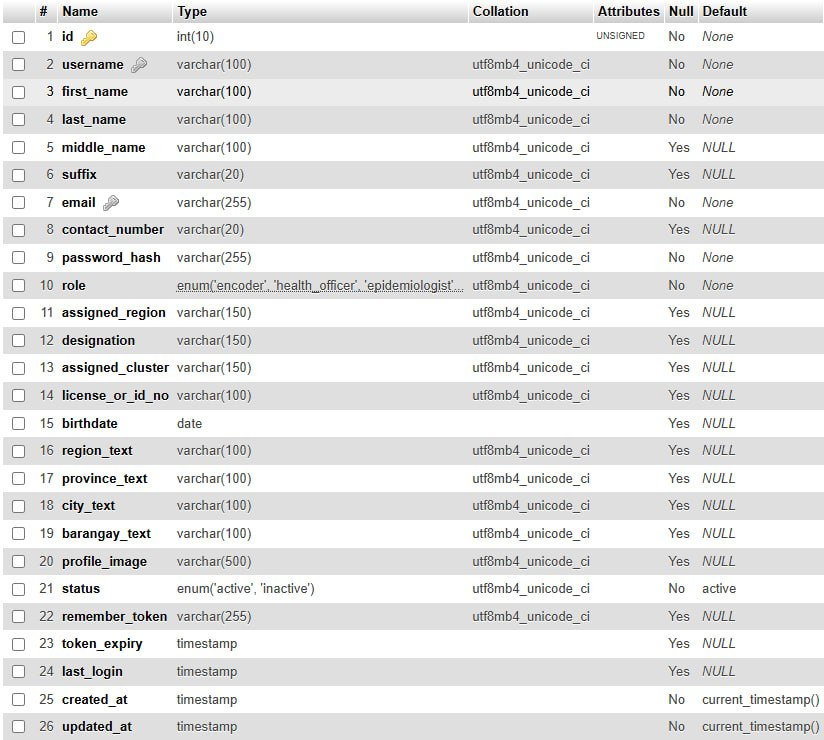 # Name Type Collation Attributes Null Default
1 id int(10) UNSIGNED No None
2 username varchar(100) utf8mb4_unicode_ci No None
3 first_name varchar(100) utf8mb4_unicode_ci No None
4 last_name varchar(100) utf8mb4_unicode_ci No None
5 middle_name varchar(100) utf8mb4_unicode_ci Yes NULL
6 suffix varchar(20) utf8mb4_unicode_ci Yes NULL
7 email varchar(255) utf8mb4_unicode_ci No None
8 contact_number varchar(20) utf8mb4_unicode_ci Yes NULL
9 password_hash varchar(255) utf8mb4_unicode_ci No None
10 role enum('encoder', 'health_officer', 'epidemiologist'... utf8mb4_unicode_ci No None
11 assigned_region varchar(150) utf8mb4_unicode_ci Yes NULL
12 designation varchar(150) utf8mb4_unicode_ci Yes NULL
13 assigned_cluster varchar(150) utf8mb4_unicode_ci Yes NULL
14 license_or_id_no varchar(100) utf8mb4_unicode_ci Yes NULL
15 birthdate date Yes NULL
16 region_text varchar(100) utf8mb4_unicode_ci Yes NULL
17 province_text varchar(100) utf8mb4_unicode_ci Yes NULL
18 city_text varchar(100) utf8mb4_unicode_ci Yes NULL
19 barangay_text varchar(100) utf8mb4_unicode_ci Yes NULL
20 profile_image varchar(500) utf8mb4_unicode_ci Yes NULL
21 status enum('active', 'inactive') utf8mb4_unicode_ci No active
22 remember_token varchar(255) utf8mb4_unicode_ci Yes NULL
23 token_expiry timestamp Yes NULL
24 last_login timestamp Yes NULL
25 created_at timestamp No current_timestamp()
26 updated_at timestamp No current_timestamp()